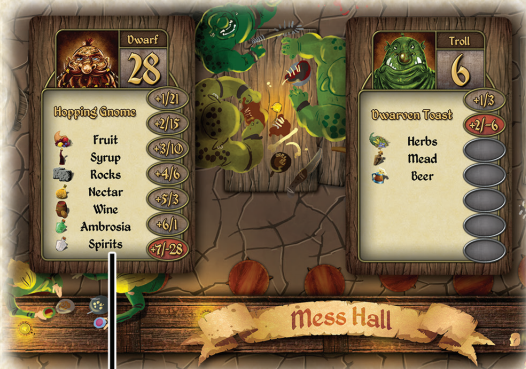 Dwarf
28
Hopping Gnome
+1/21
+2/15
Fruit
+3/10
Syrup
Rocks
+4/6
Nectar
+5/3
Wine
Ambrosia
+6/1
Spirits
+7/-28
Troll
6
+1/3
Dwarven Toast
+2/-6
Herbs
Mead
Beer
Mess Hall